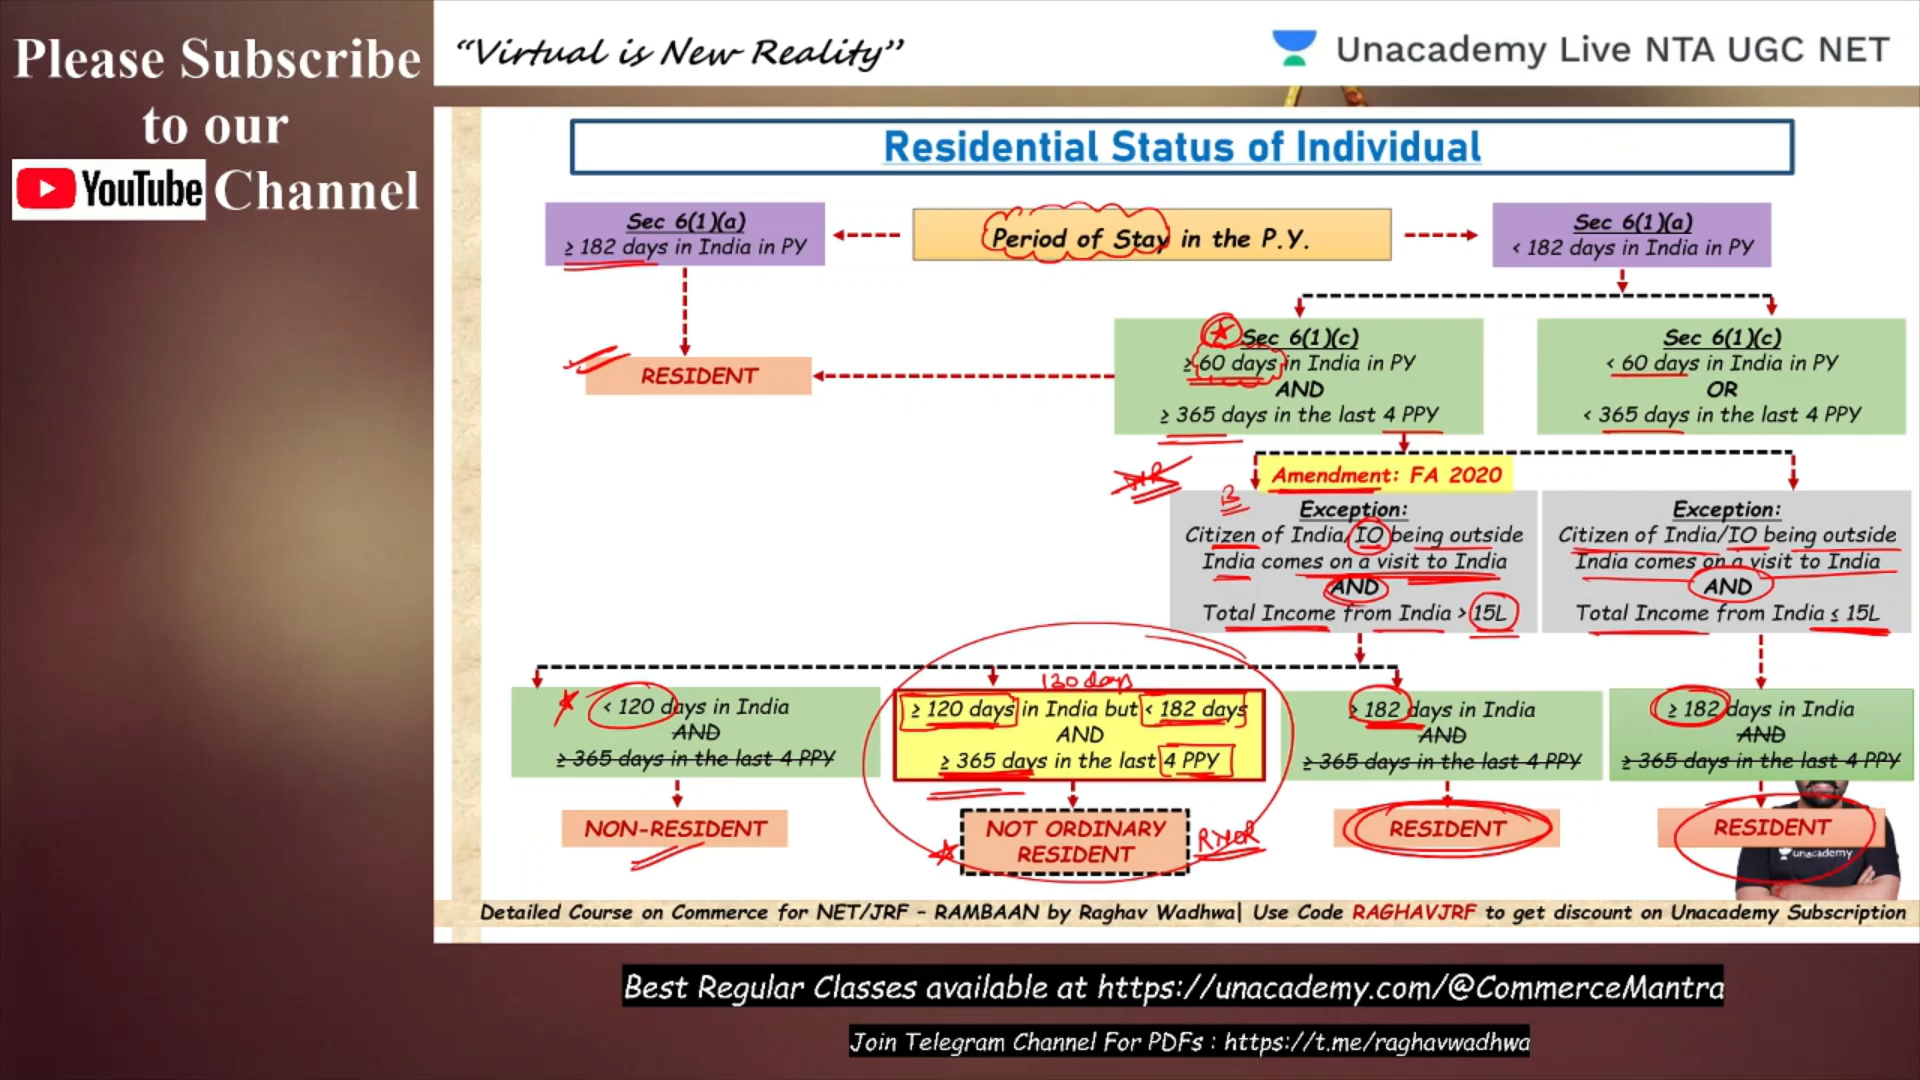 Please Subscribe
to our
YouTube Channel
“Virtual is New Reality”
Unacademy Live NTA UGC NET
Residential Status of Individual
Sec 6(1)(a)
≥ 182 days in India in PY
Period of Stay in the P.Y.
Sec 6(1)(a)
< 182 days in India in PY
RESIDENT
Sec 6(1)(c)
≥ 60 days in India in PY
AND
≥ 365 days in the last 4 PPY
Sec 6(1)(c)
< 60 days in India in PY
OR
< 365 days in the last 4 PPY
Amendment: FA 2020
Exception:
Citizen of India/IO being outside
India comes on a visit to India
AND
Total Income from India > 15L
Exception:
Citizen of India/IO being outside
India comes on a visit to India
AND
Total Income from India ≤ 15L
< 120 days in India
AND
≥ 365 days in the last 4 PPY
130 days
≥ 120 days in India but < 182 days
AND
≥ 365 days in the last 4 PPY
≥ 182 days in India
AND
≥ 365 days in the last 4 PPY
≥ 182 days in India
AND
≥ 365 days in the last 4 PPY
NON-RESIDENT
NOT ORDINARY
RESIDENT
RNOR
RESIDENT
RESIDENT
unacademy
Detailed Course on Commerce for NET/JRF – RAMBAAN by Raghav Wadhwa| Use Code RAGHAVJRF to get discount on Unacademy Subscription
Best Regular Classes available at https://unacademy.com/@CommerceMantra
Join Telegram Channel For PDFs : https://t.me/raghavwadhwa